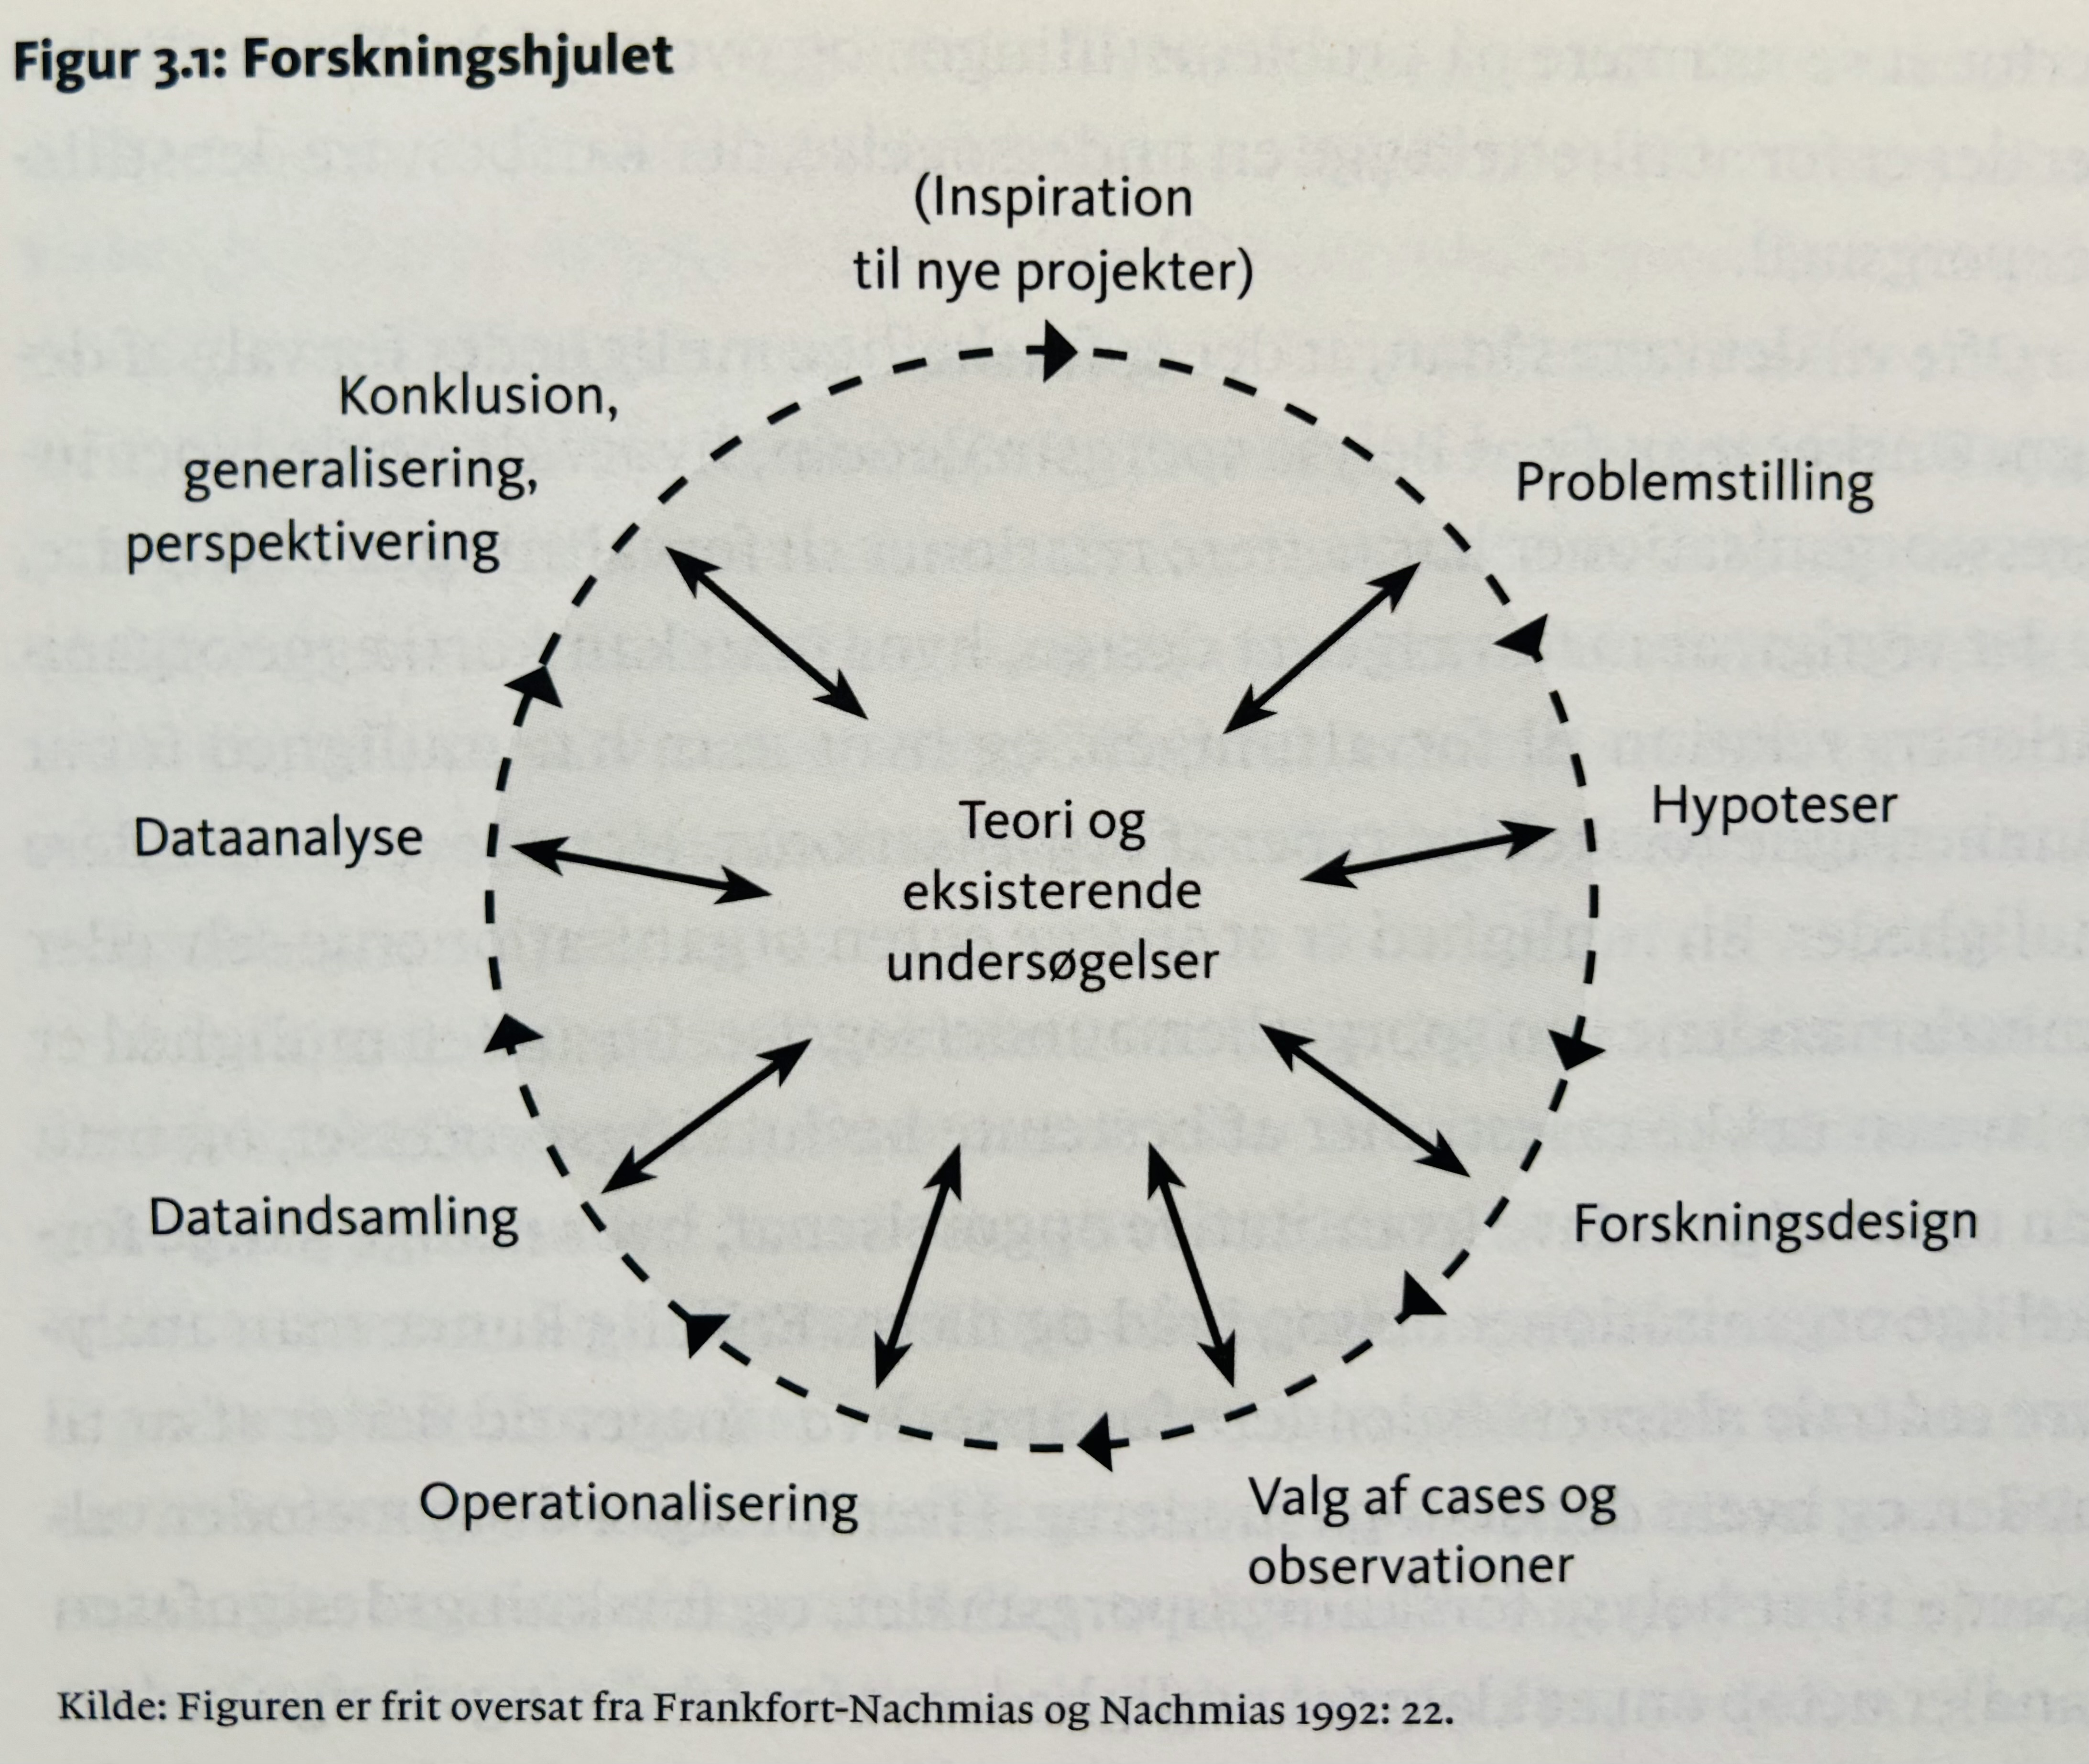 Figur 3.1: Forskningshjulet
(Inspiration
til nye projekter)
Problemstilling
Hypoteser
Forskningsdesign
Valg af cases og
observationer
Operationalisering
Dataindsamling
Dataanalyse
Konklusion,
generalisering,
perspektivering
Teori og
eksisterende
undersøgelser
Kilde: Figuren er frit oversat fra Frankfort-Nachmias og Nachmias 1992: 22.